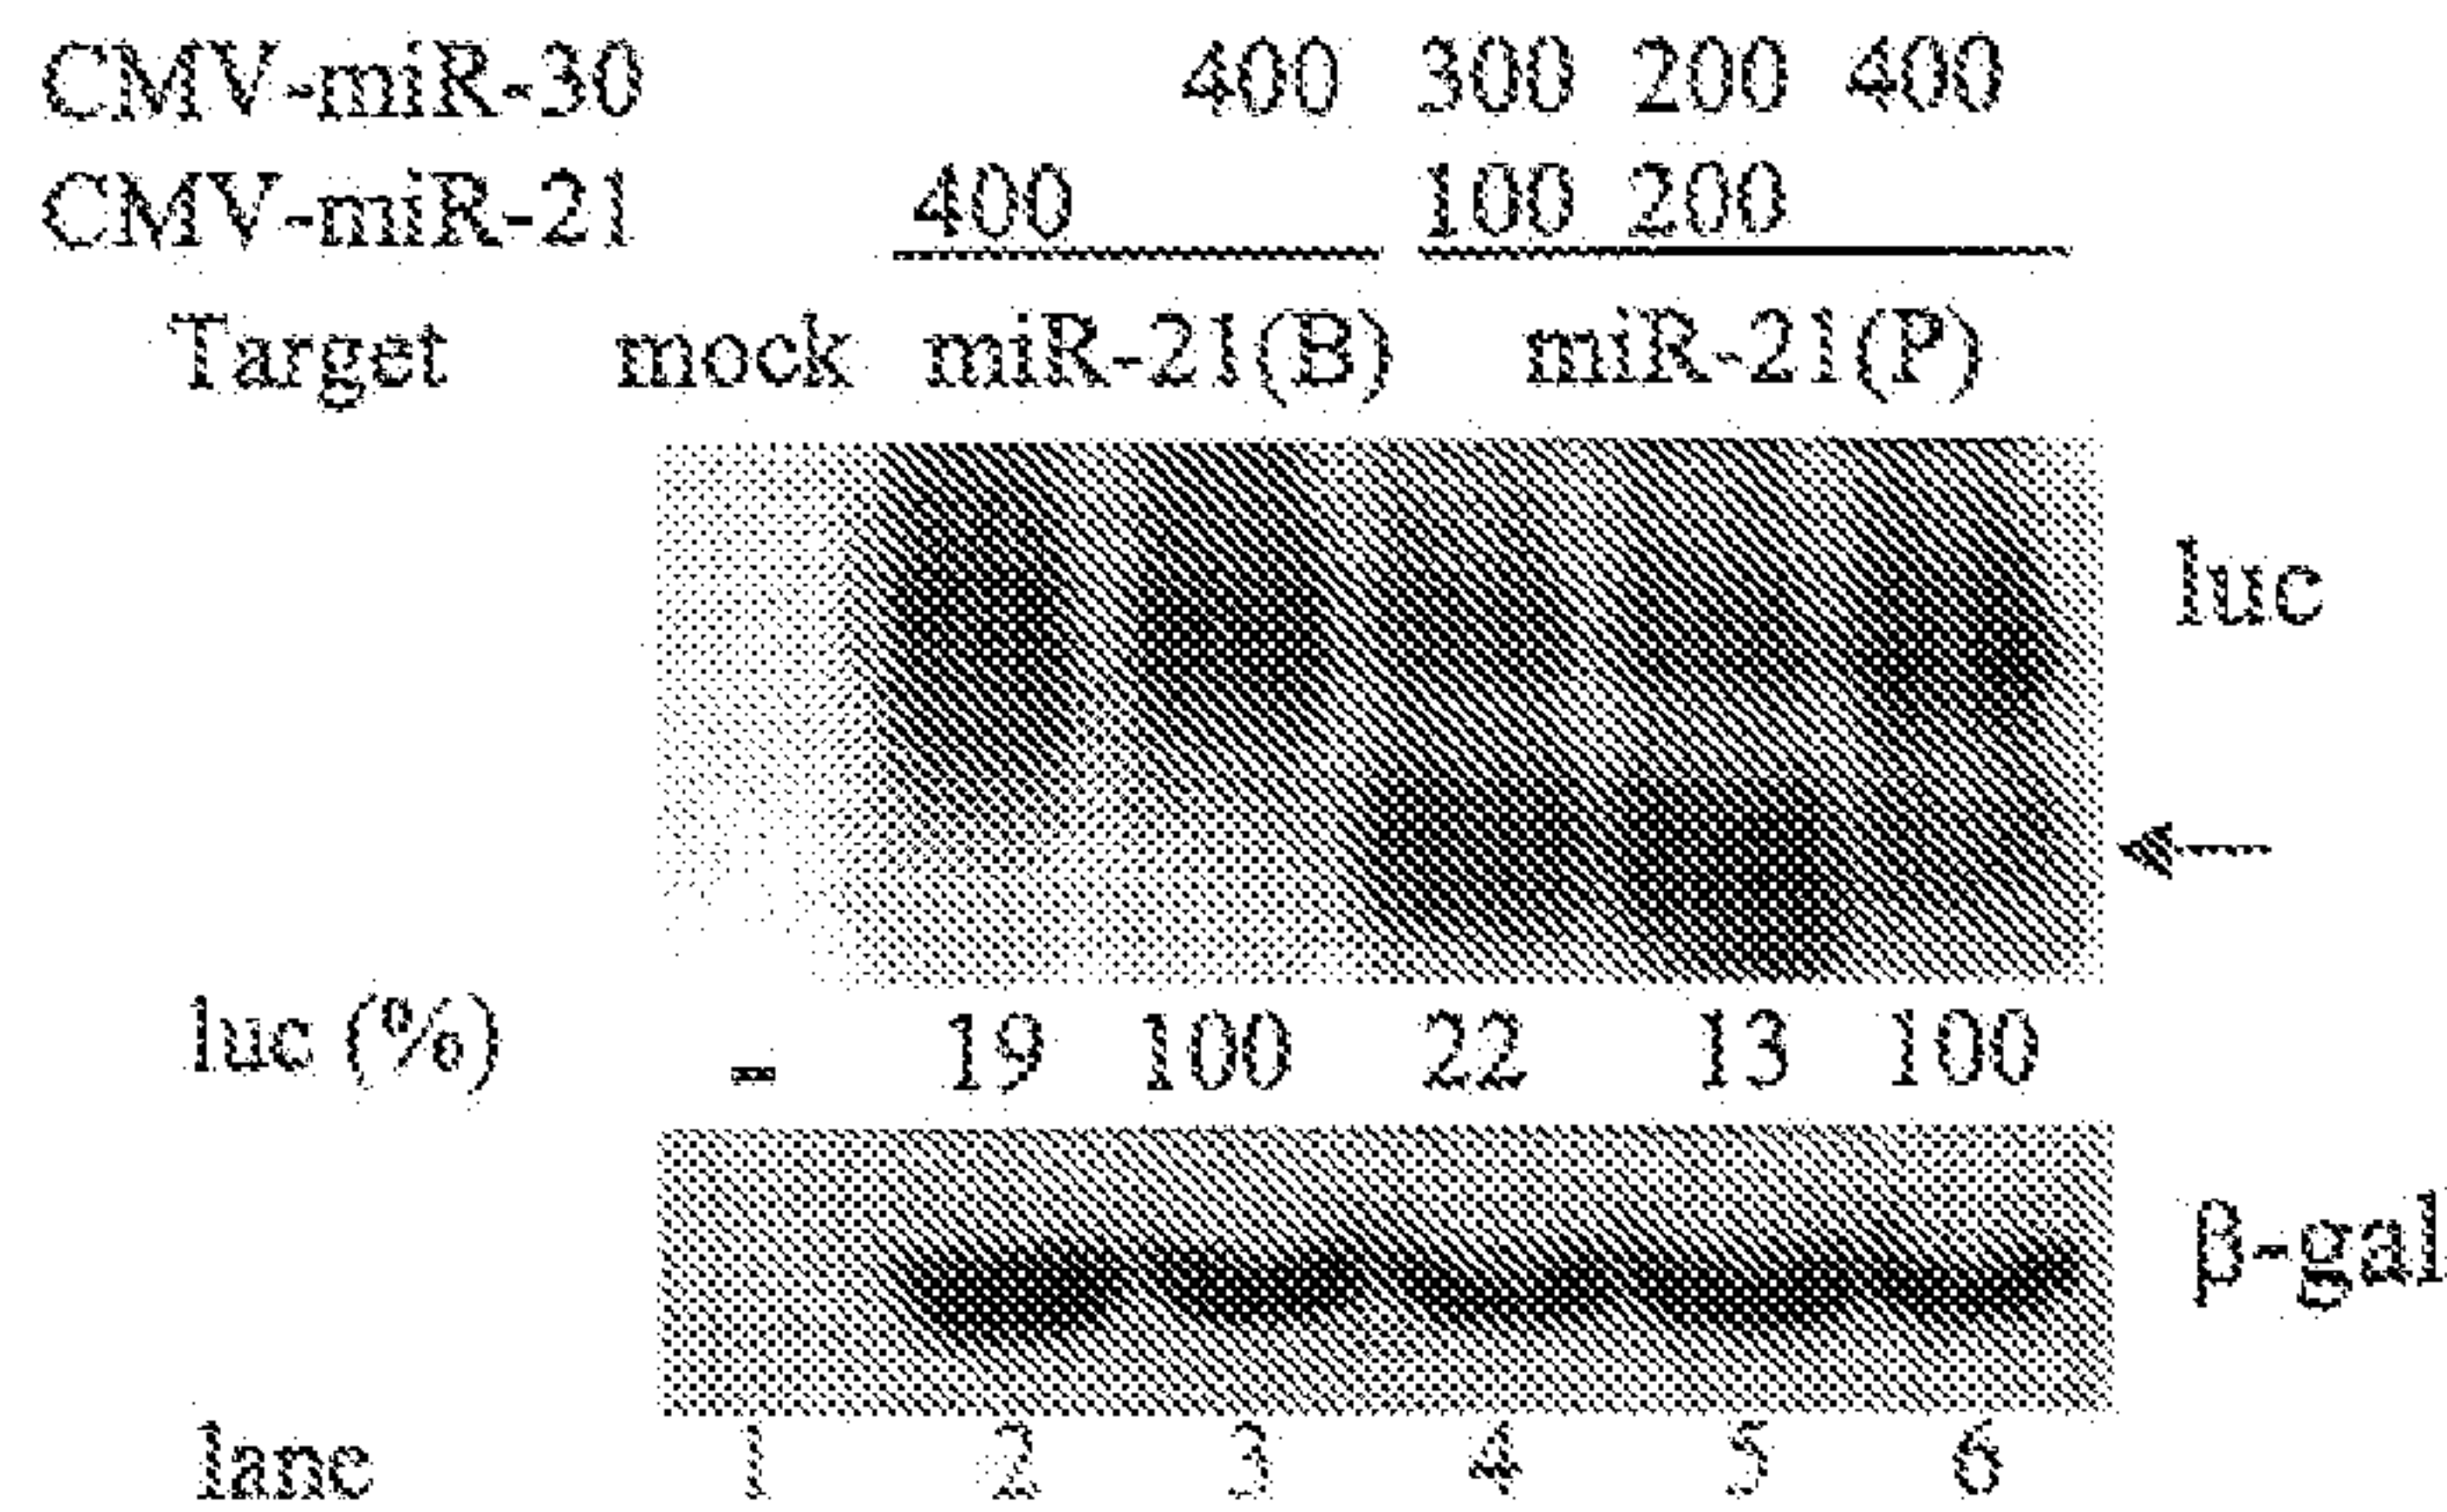 CMV-miR-30 400 300 200 400
CMV-miR-21 400 100 200
Target mock miR-21(B) miR-21(P)
luc
luc (%) - 19 100 22 13 100
β-gal
lane 1 2 3 4 5 6